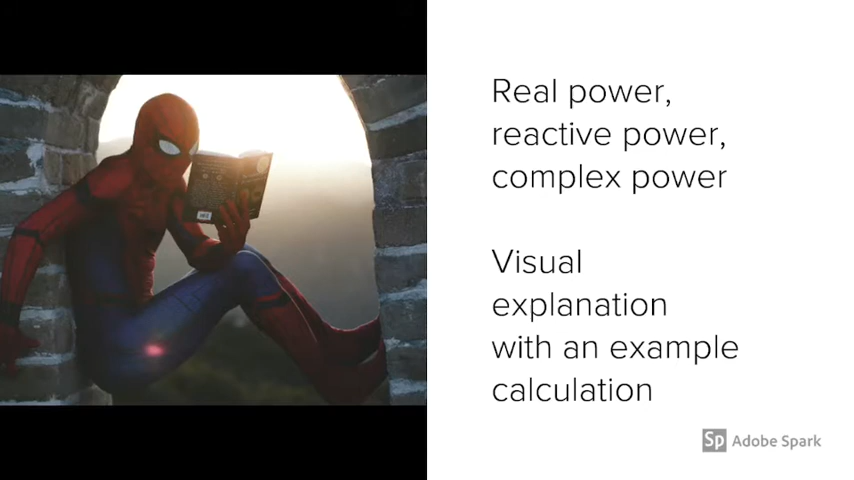 Real power,
reactive power,
complex power
Visual
explanation
with an example
calculation
Sp Adobe Spark